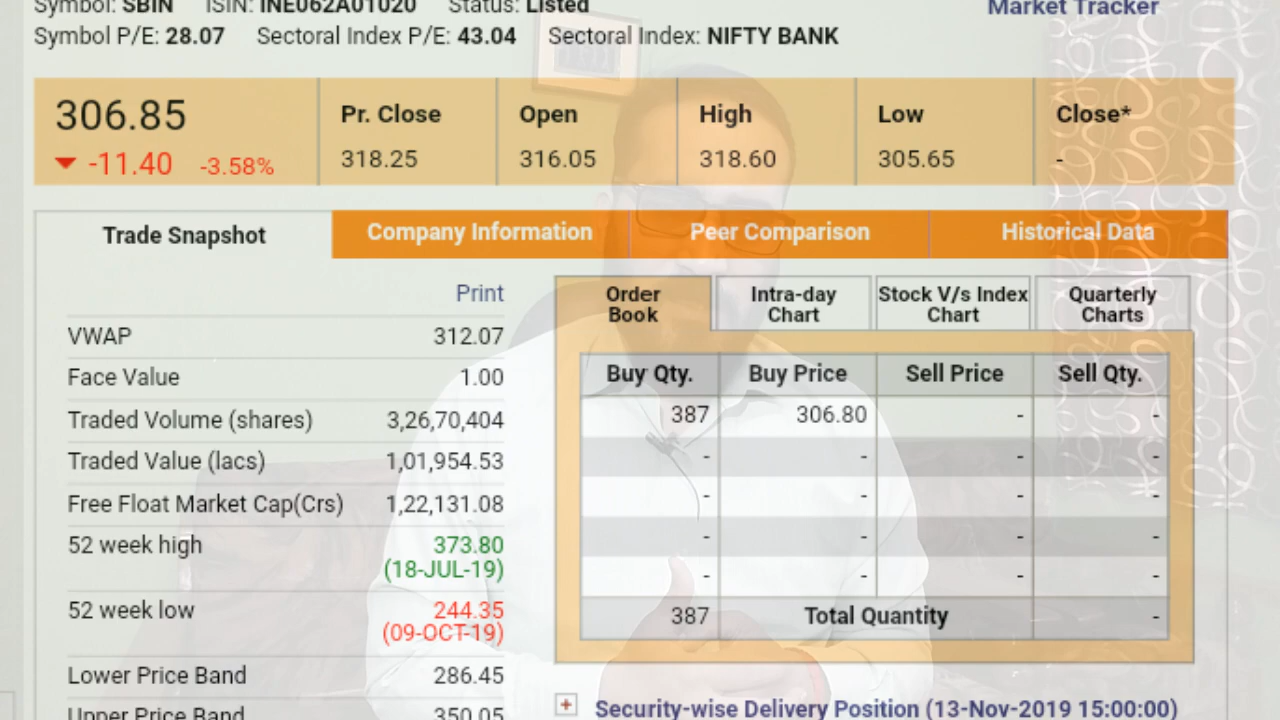 Symbol: SBIN ISIN: INE062A01020 Status: Listed
Market Tracker
Symbol P/E: 28.07 Sectoral Index P/E: 43.04 Sectoral Index: NIFTY BANK
306.85
-11.40 -3.58%
Pr. Close Open High Low Close*
318.25 316.05 318.60 305.65 -
Trade Snapshot Company Information Peer Comparison Historical Data
Print
VWAP 312.07
Face Value 1.00
Traded Volume (shares) 3,26,70,404
Traded Value (lacs) 1,01,954.53
Free Float Market Cap(Crs) 1,22,131.08
52 week high 373.80
(18-JUL-19)
52 week low 244.35
(09-OCT-19)
Lower Price Band 286.45
Upper Price Band 350.05
Order Book
Intra-day Chart
Stock V/s Index Chart
Quarterly Charts
Buy Qty. Buy Price Sell Price Sell Qty.
387 306.80 - -
- - - -
- - - -
- - - -
- - - -
387 Total Quantity -
+ Security-wise Delivery Position (13-Nov-2019 15:00:00)